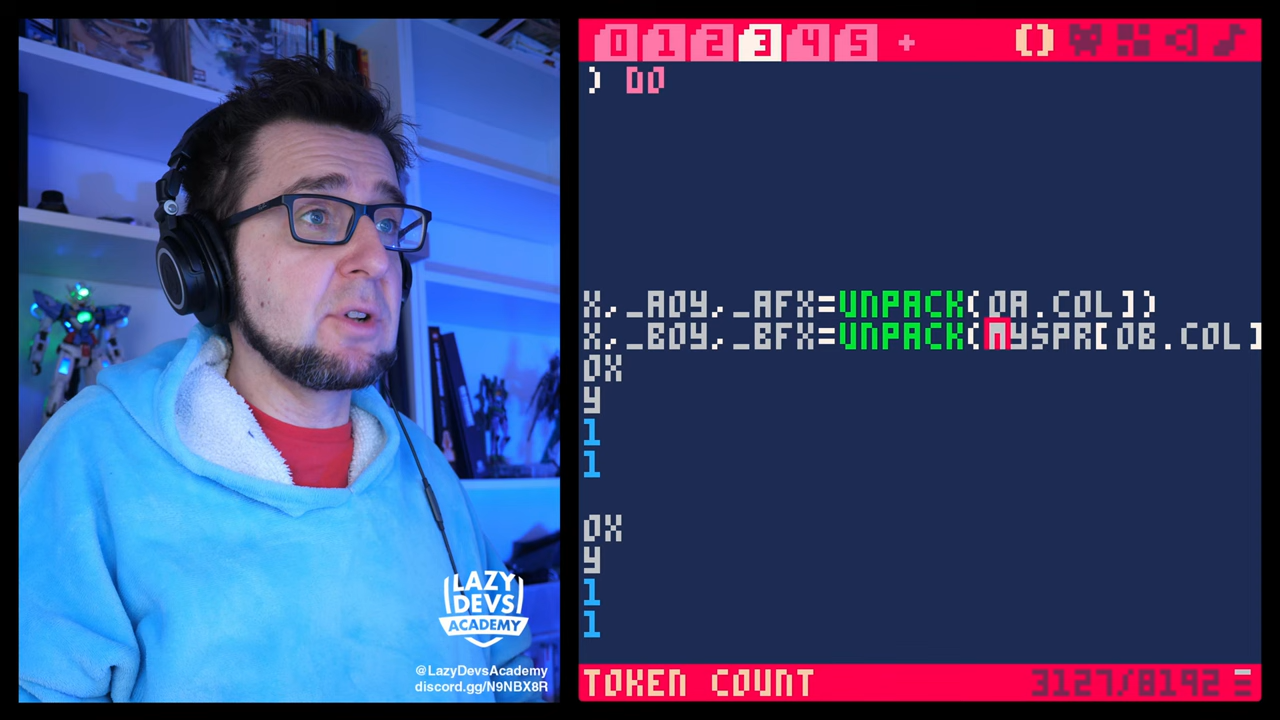 0 1 2 3 4 5 + ()
) DO
X,_AOY,_AFX=UNPACK(OA.COL])
X,_BOY,_BFX=UNPACK(MYSPR[OB.COL]
OX
Y
1
1
OX
Y
1
1
TOKEN COUNT 3127/8192
LAZY
DEVS
ACADEMY
@LazyDevsAcademy
discord.gg/N9NBX8R